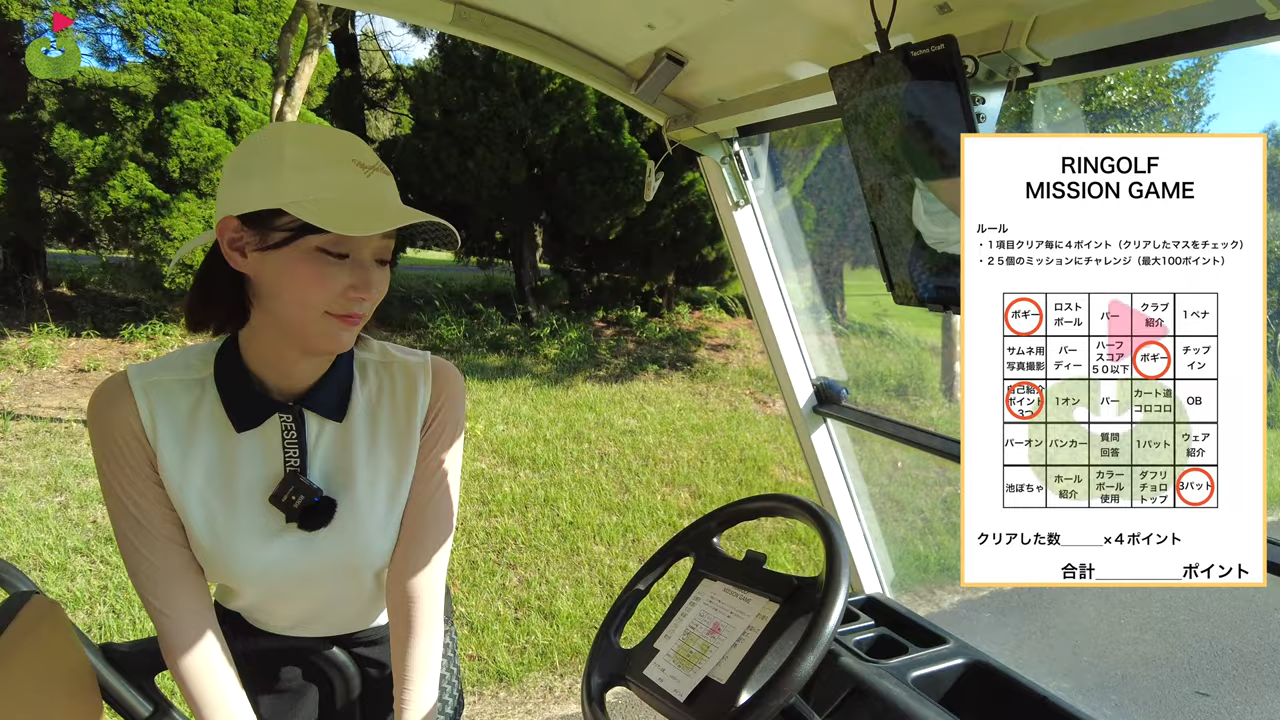 Techno Craft
RINGOLF
MISSION GAME
ルール
・１項目クリア毎に４ポイント（クリアしたマスをチェック）
・２５個のミッションにチャレンジ（最大100ポイント）
ボギー
ロスト
ボール
パー
クラブ
紹介
１ペナ
サムネ用
写真撮影
バー
ディー
ハーフ
スコア
５０以下
ボギー
チップ
イン
自己紹介
ポイント
3つ
１オン
パー
カート道
コロコロ
OB
パーオン
バンカー
質問
回答
１パット
ウェア
紹介
池ぽちゃ
ホール
紹介
カラー
ボール
使用
ダフリ
チョロ
トップ
3パット
クリアした数_____×４ポイント
合計_________ポイント
RESURRE
MISSION GAME